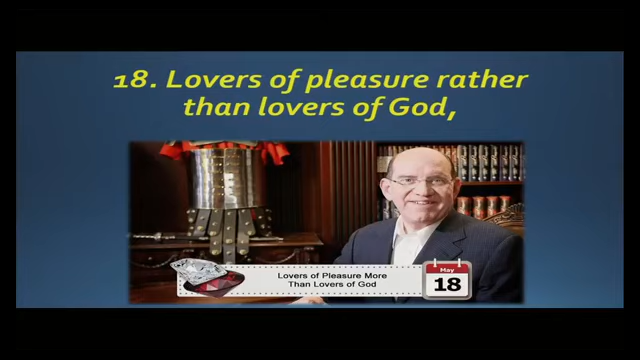 18. Lovers of pleasure rather
than lovers of God,
Lovers of Pleasure More
Than Lovers of God
May
18